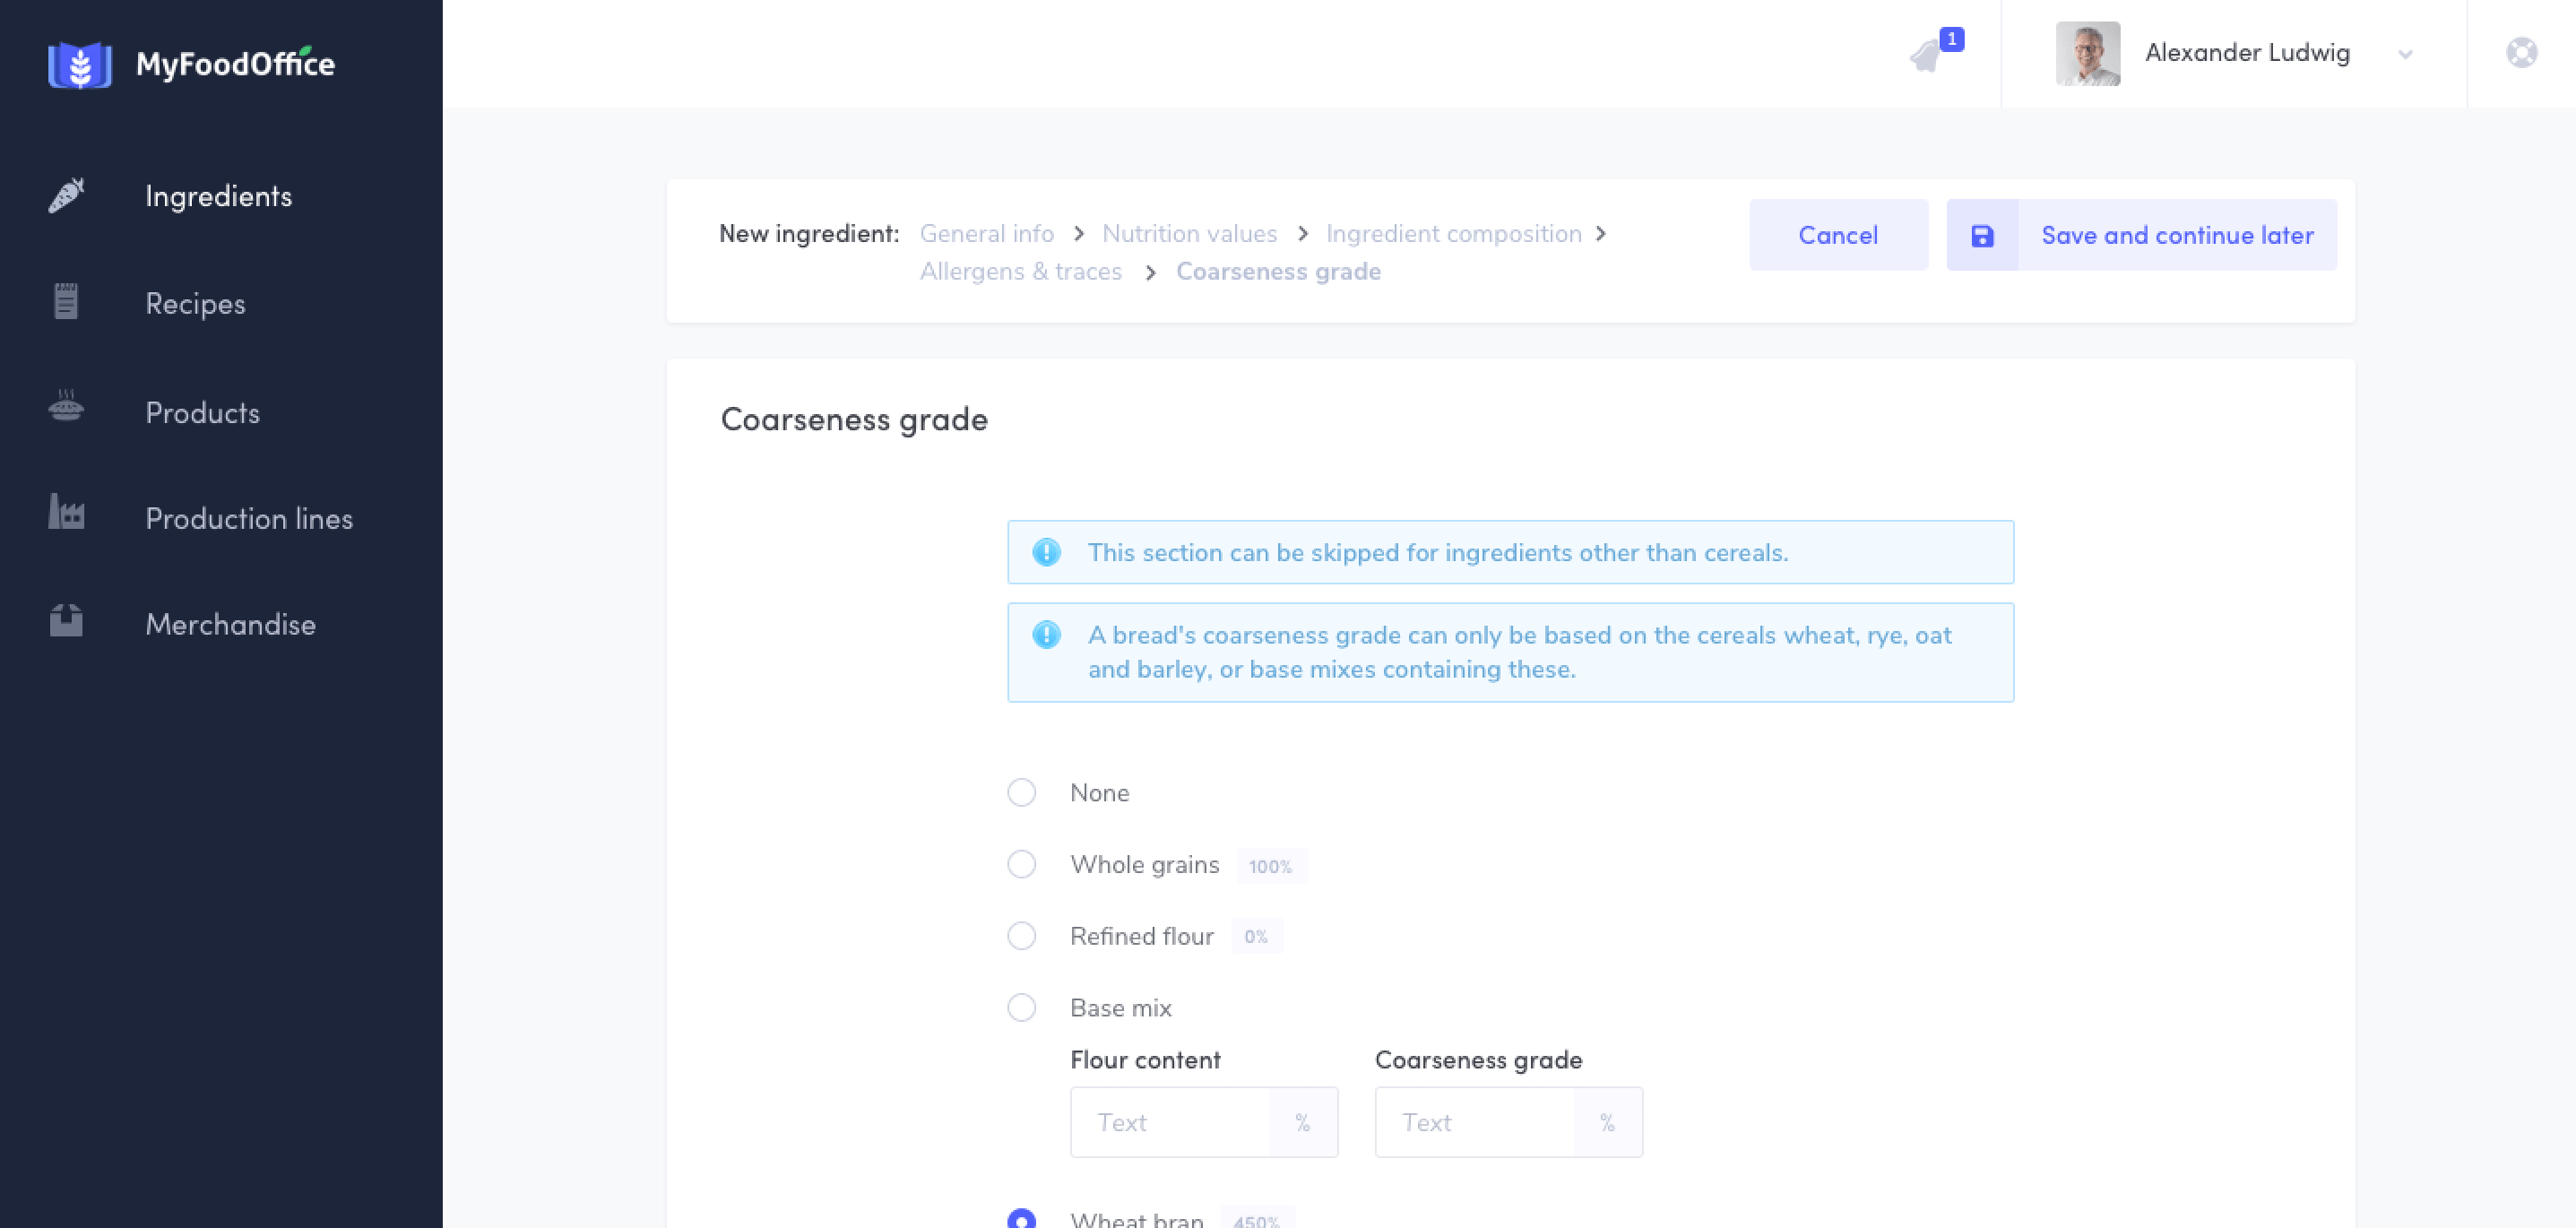 MyFoodOffice
1
Alexander Ludwig
Ingredients
Recipes
Products
Production lines
Merchandise
New ingredient: General info > Nutrition values > Ingredient composition >
Allergens & traces > Coarseness grade
Cancel
Save and continue later
Coarseness grade
This section can be skipped for ingredients other than cereals.
A bread's coarseness grade can only be based on the cereals wheat, rye, oat
and barley, or base mixes containing these.
None
Whole grains 100%
Refined flour 0%
Base mix
Flour content Coarseness grade
Text % Text %
Wheat bran 450%